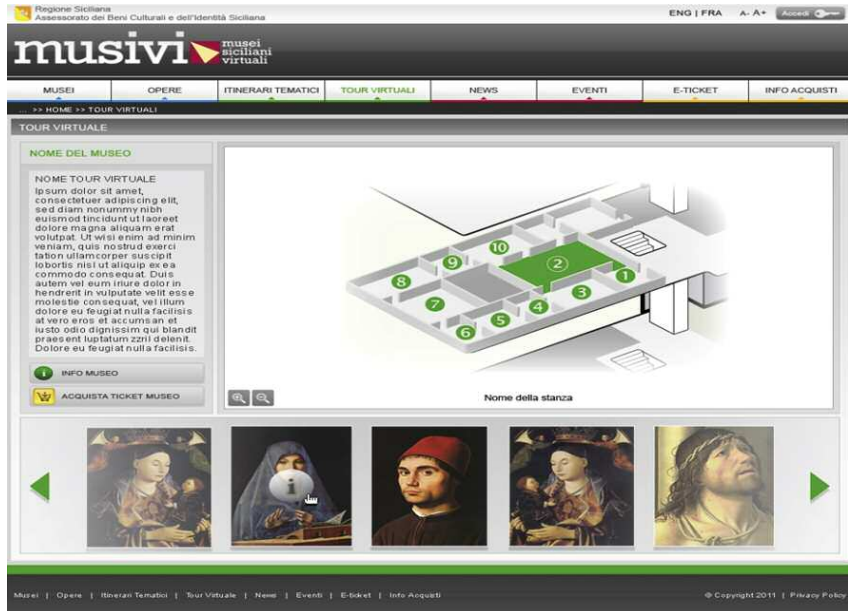 Regione Siciliana
Assessorato dei Beni Culturali e dell'Identità Siciliana
ENG | FRA A- A+ Accedi
musivi musei
siciliani
virtuali
MUSEI OPERE ITINERARI TEMATICI TOUR VIRTUALI NEWS EVENTI E-TICKET INFO ACQUISTI
... >> HOME >> TOUR VIRTUALI
TOUR VIRTUALE
NOME DEL MUSEO
NOME TOUR VIRTUALE
Ipsum dolor sit amet,
consectetuer adipiscing elit,
sed diam nonummy nibh
euismod tincidunt ut laoreet
dolore magna aliquam erat
volutpat. Ut wisi enim ad minim
veniam, quis nostrud exerci
tation ullamcorper suscipit
lobortis nisl ut aliquip ex ea
commodo consequat. Duis
autem vel eum iriure dolor in
hendrerit in vulputate velit esse
molestie consequat, vel illum
dolore eu feugiat nulla facilisis
at vero eros et accumsan et
iusto odio dignissim qui blandit
praesent luptatum zzril delenit.
Dolore eu feugiat nulla facilisis.
i INFO MUSEO
ACQUISTA TICKET MUSEO
10
9
2
8
1
7
3
4
5
6
Nome della stanza
i
Musei | Opere | Itinerari Tematici | Tour Virtuale | News | Eventi | E-ticket | Info Acquisti
© Copyright 2011 | Privacy Policy